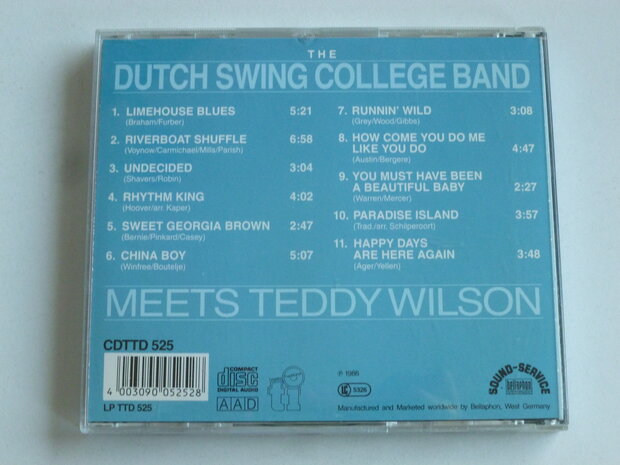 THE
DUTCH SWING COLLEGE BAND
1. LIMEHOUSE BLUES 5:21
(Braham/Furber)
2. RIVERBOAT SHUFFLE 6:58
(Voynow/Carmichael/Mills/Parish)
3. UNDECIDED 3:04
(Shavers/Robin)
4. RHYTHM KING 4:02
(Hoover/arr. Kaper)
5. SWEET GEORGIA BROWN 2:47
(Bernie/Pinkard/Casey)
6. CHINA BOY 5:07
(Winfree/Boutelje)
7. RUNNIN' WILD 3:08
(Grey/Wood/Gibbs)
8. HOW COME YOU DO ME
LIKE YOU DO 4:47
(Austin/Bergere)
9. YOU MUST HAVE BEEN
A BEAUTIFUL BABY 2:27
(Warren/Mercer)
10. PARADISE ISLAND 3:57
(Trad./arr. Schilperoort)
11. HAPPY DAYS
ARE HERE AGAIN 3:48
(Ager/Yellen)
MEETS TEDDY WILSON
CDTTD 525
4 003090 052528
LP TTD 525
COMPACT
disc
DIGITAL AUDIO
AAD
℗ 1986
LC 5326
Manufactured and Marketed worldwide by Bellaphon, West Germany
SOUND-SERVICE
bellaphon